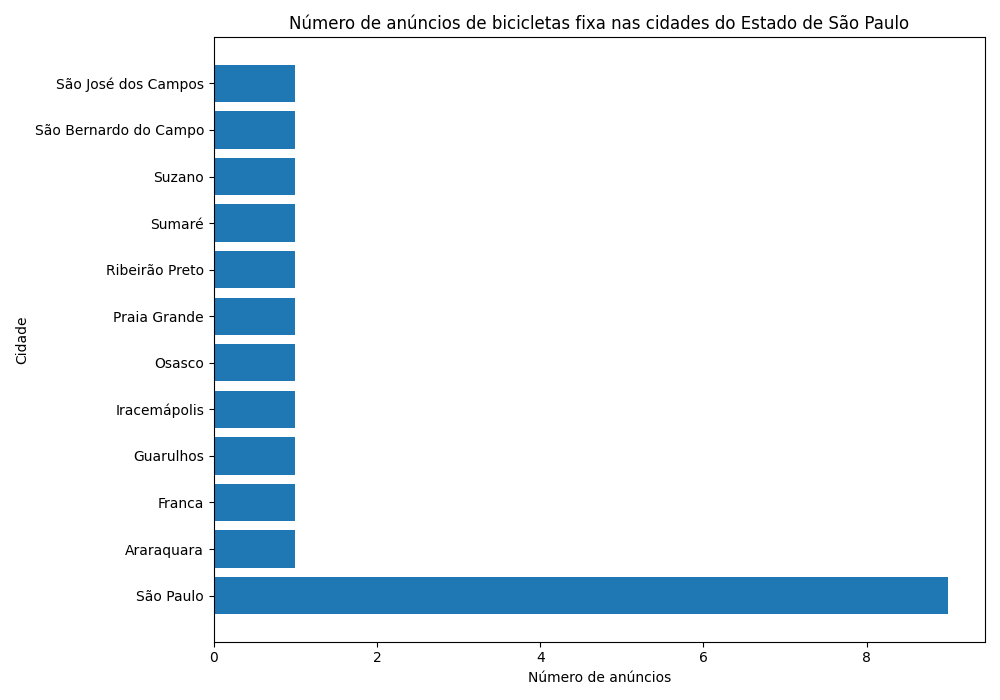 Número de anúncios de bicicletas fixa nas cidades do Estado de São Paulo
São José dos Campos
São Bernardo do Campo
Suzano
Sumaré
Ribeirão Preto
Praia Grande
Osasco
Iracemápolis
Guarulhos
Franca
Araraquara
São Paulo
Cidade
0 2 4 6 8
Número de anúncios